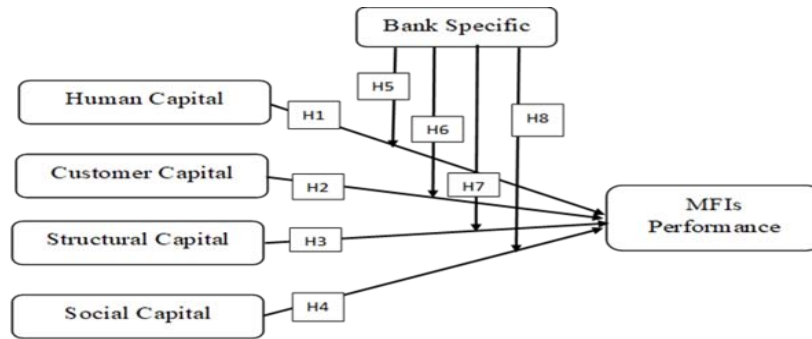 Bank Specific
Human Capital
H1
H5
H6
H8
Customer Capital
H2
H7
MFIs
Performance
Structural Capital
H3
Social Capital
H4